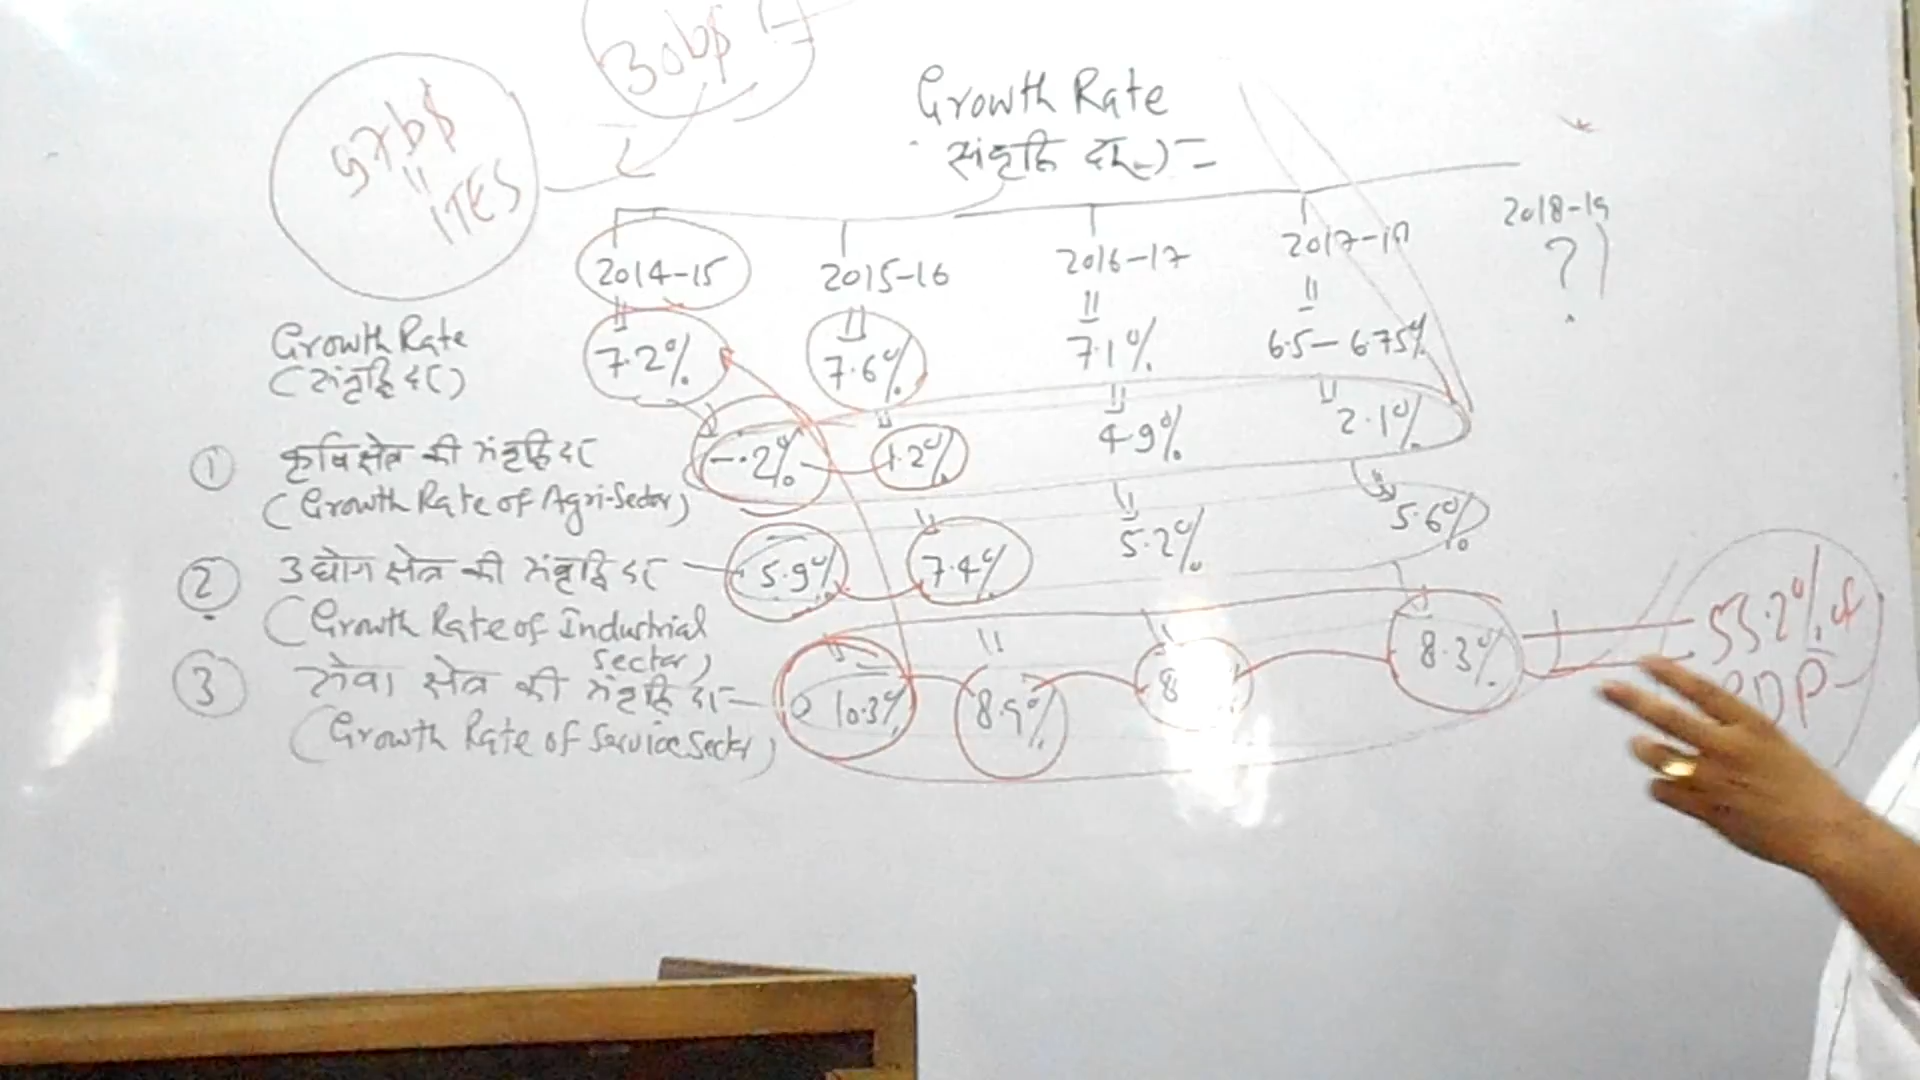 30b$
57b$
ITES
Growth Rate
संवृद्धि दर =
2014-15 2015-16 2016-17 2017-18 2018-19
?
Growth Rate 7.2% 7.6% 7.1% 6.5-6.75%
(संवृद्धि दर)
① कृषि क्षेत्र की संवृद्धि दर -.2% 1.2% 4.9% 2.1%
(Growth Rate of Agri-Sector)
② उद्योग क्षेत्र की संवृद्धि दर 5.9% 7.4% 5.2% 5.6%
(Growth Rate of Industrial
Sector)
③ सेवा क्षेत्र की संवृद्धि दर 10.3% 8.9% 8 8.3% 55.2% of
(Growth Rate of Service Sector)